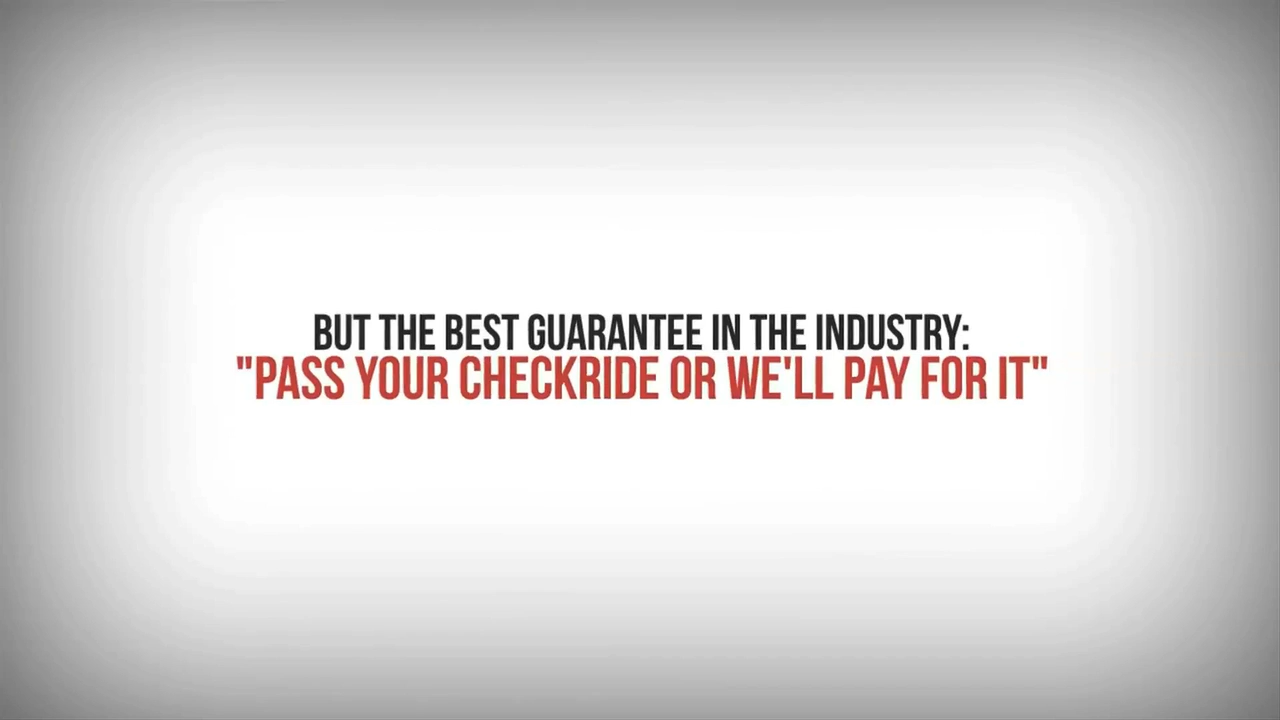 BUT THE BEST GUARANTEE IN THE INDUSTRY:
"PASS YOUR CHECKRIDE OR WE'LL PAY FOR IT"